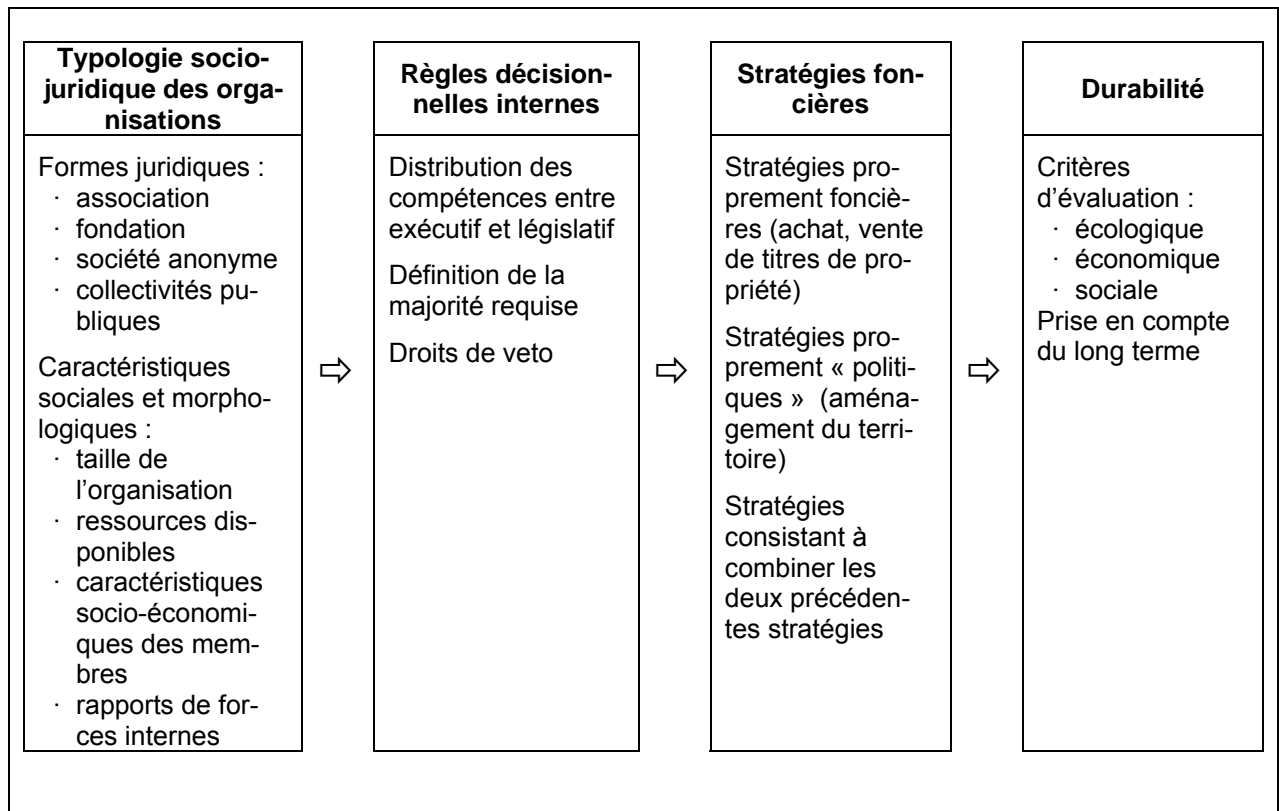 Typologie socio-
juridique des orga-
nisations
Formes juridiques :
· association
· fondation
· société anonyme
· collectivités pu-
bliques
Caractéristiques
sociales et morpho-
logiques :
· taille de
l’organisation
· ressources dis-
ponibles
· caractéristiques
socio-économi-
ques des mem-
bres
· rapports de for-
ces internes
⇨
Règles décision-
nelles internes
Distribution des
compétences entre
exécutif et législatif
Définition de la
majorité requise
Droits de veto
⇨
Stratégies fon-
cières
Stratégies pro-
prement fonciè-
res (achat, vente
de titres de pro-
priété)
Stratégies pro-
prement « politi-
ques »  (aména-
gement du terri-
toire)
Stratégies
consistant à
combiner les
deux précéden-
tes stratégies
⇨
Durabilité
Critères
d’évaluation :
· écologique
· économique
· sociale
Prise en compte
du long terme